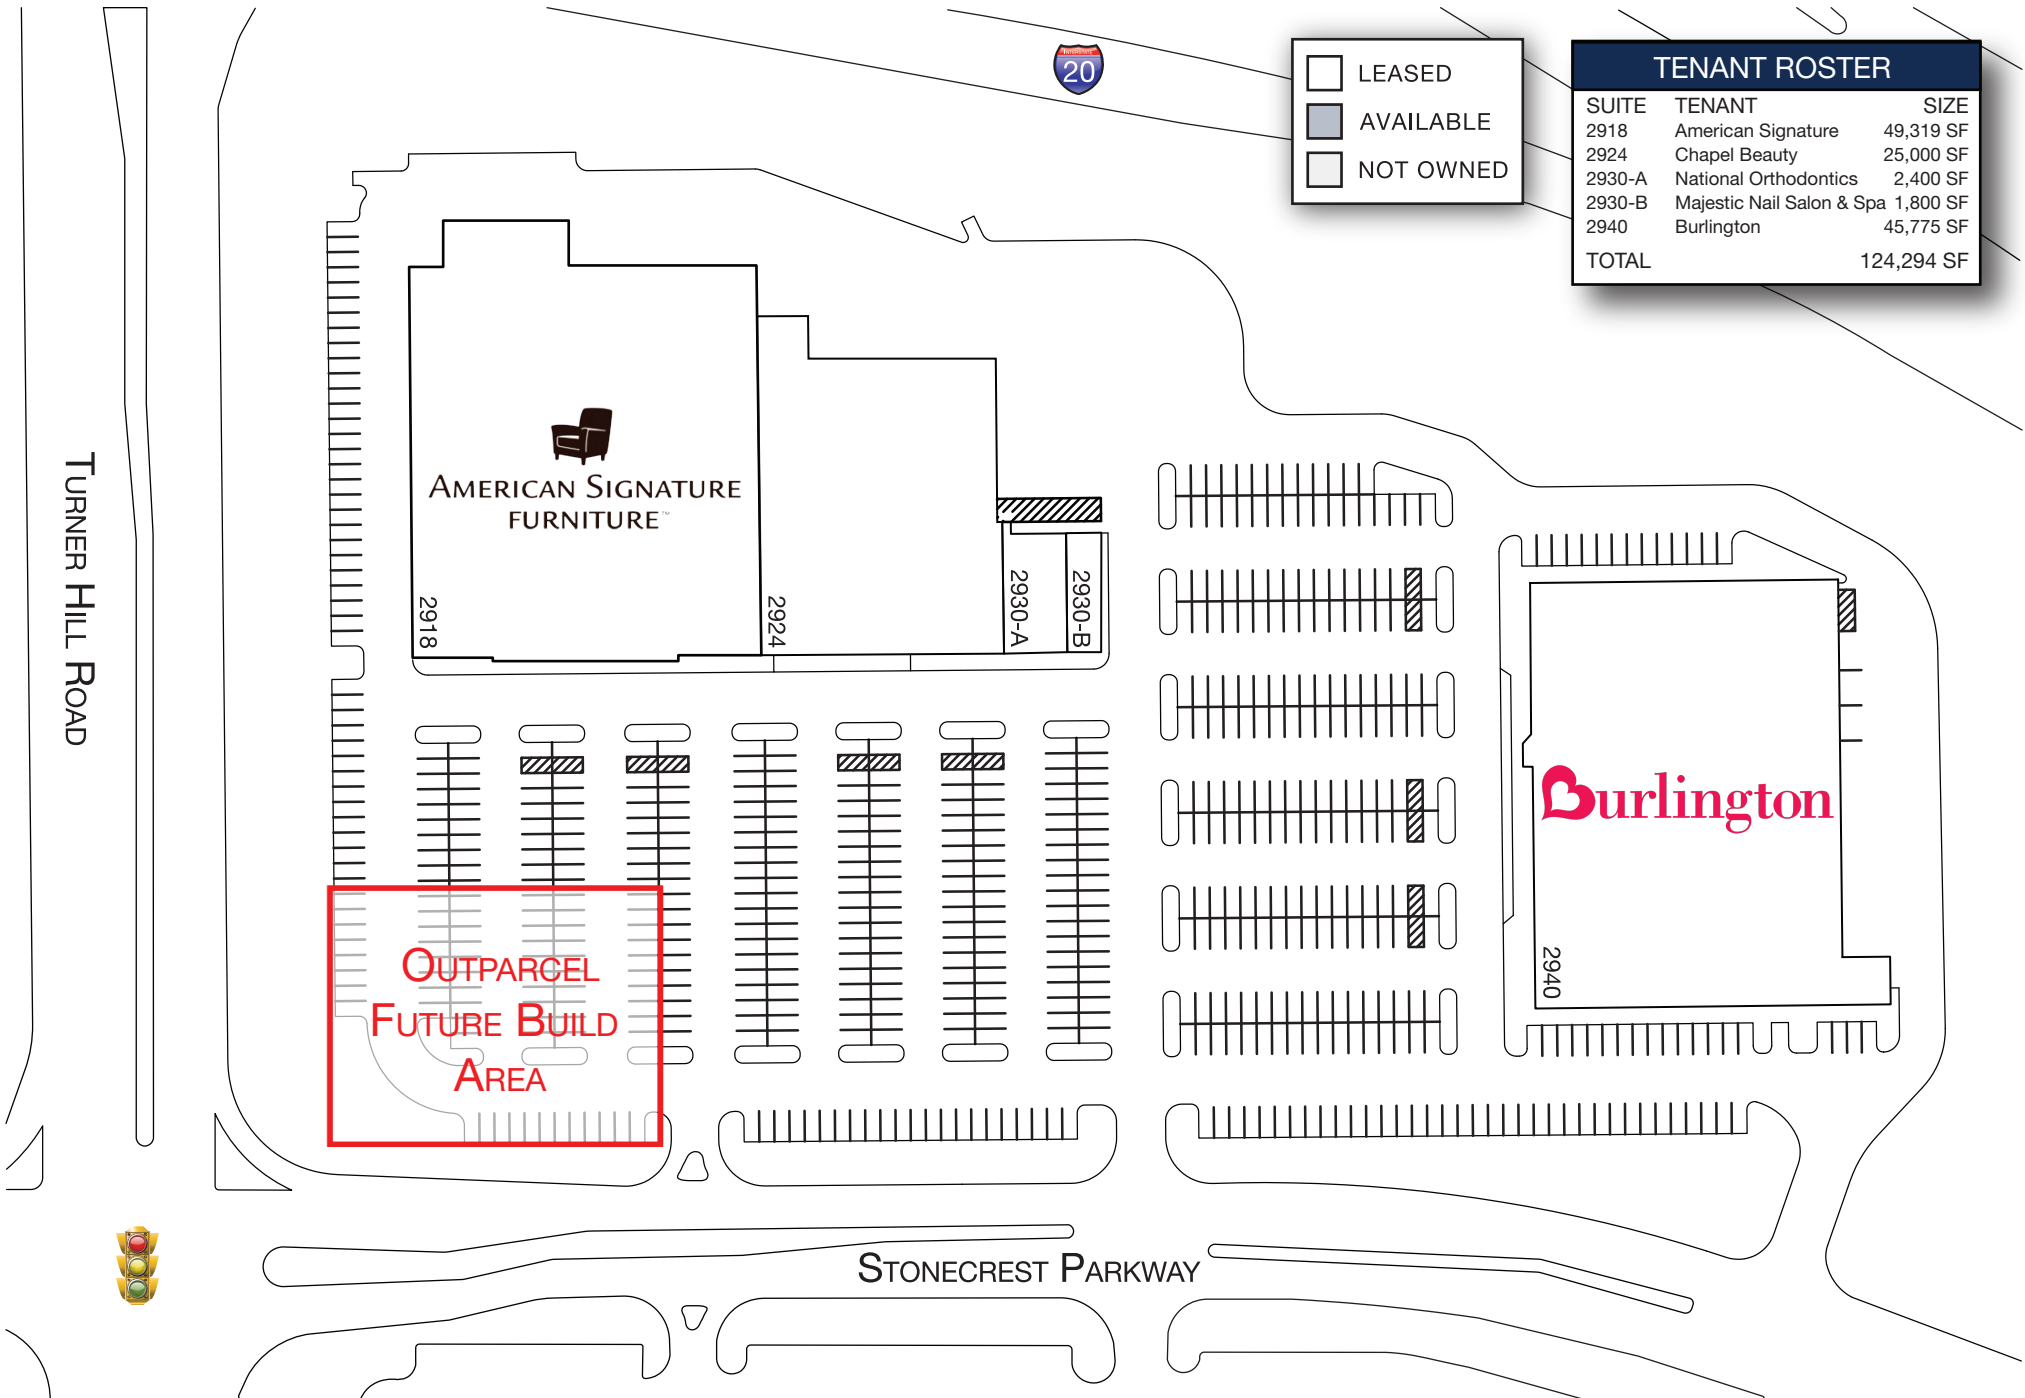 INTERSTATE
20
LEASED
AVAILABLE
NOT OWNED
TENANT ROSTER
SUITE TENANT SIZE
2918 American Signature 49,319 SF
2924 Chapel Beauty 25,000 SF
2930-A National Orthodontics 2,400 SF
2930-B Majestic Nail Salon & Spa 1,800 SF
2940 Burlington 45,775 SF
TOTAL 124,294 SF
TURNER HILL ROAD
AMERICAN SIGNATURE
FURNITURE™
2918
2924
2930-A
2930-B
Burlington
2940
OUTPARCEL
FUTURE BUILD
AREA
STONECREST PARKWAY